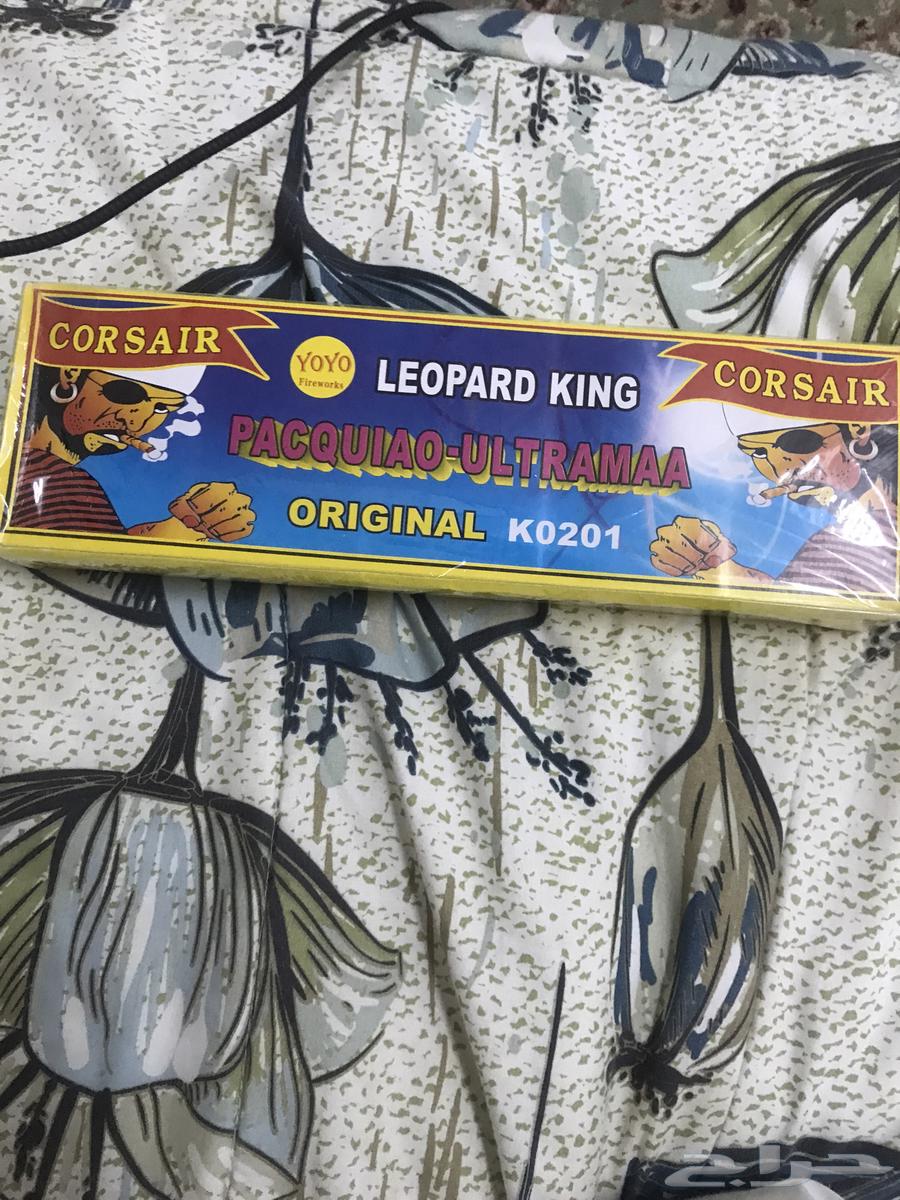 CORSAIR
YOYO
Fireworks
LEOPARD KING
CORSAIR
PACQUIAO-ULTRAMAA
ORIGINAL K0201
حراج